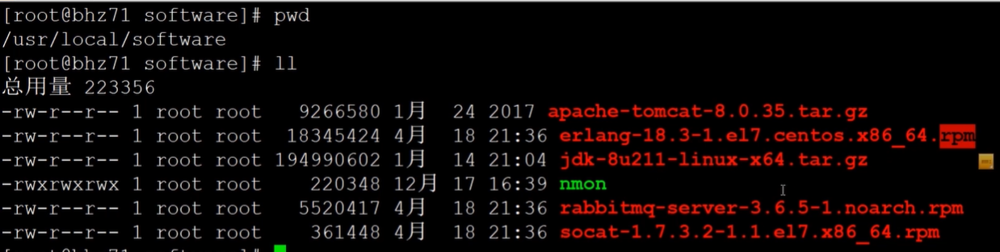 [root@bhz71 software]# pwd
/usr/local/software
[root@bhz71 software]# ll
总用量 223356
-rw-r--r-- 1 root root   9266580 1月  24 2017 apache-tomcat-8.0.35.tar.gz
-rw-r--r-- 1 root root  18345424 4月  18 21:36 erlang-18.3-1.el7.centos.x86_64.rpm
-rw-r--r-- 1 root root 194990602 1月  14 21:04 jdk-8u211-linux-x64.tar.gz
-rwxrwxrwx 1 root root    220348 12月 17 16:39 nmon
-rw-r--r-- 1 root root   5520417 4月  18 21:36 rabbitmq-server-3.6.5-1.noarch.rpm
-rw-r--r-- 1 root root    361448 4月  18 21:36 socat-1.7.3.2-1.1.el7.x86_64.rpm
[root@bhz71 software]#